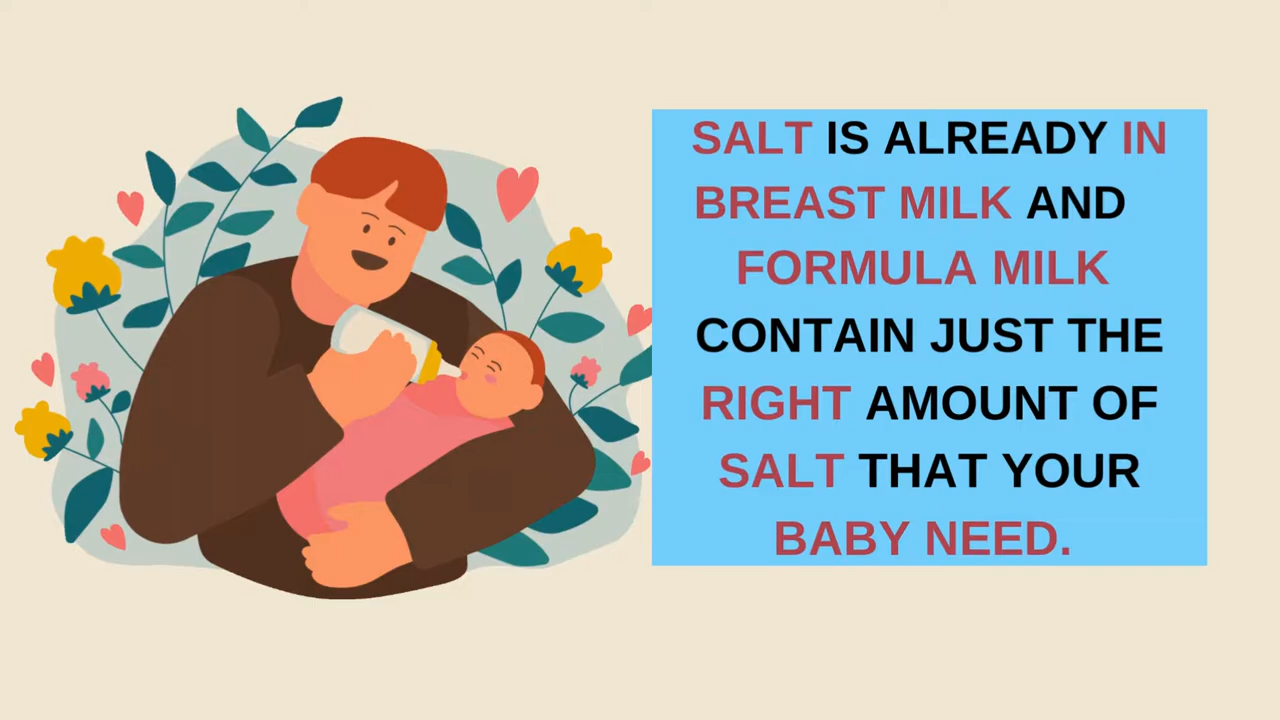 SALT IS ALREADY IN
BREAST MILK AND
FORMULA MILK
CONTAIN JUST THE
RIGHT AMOUNT OF
SALT THAT YOUR
BABY NEED.